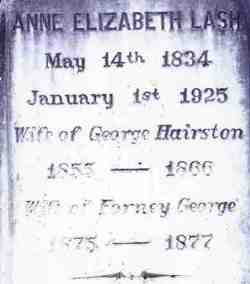 ANNE ELIZABETH LASH
May 14th 1834
January 1st 1925
Wife of George Hairston
1853 — 1866
Wife of Forney George
1875 — 1877